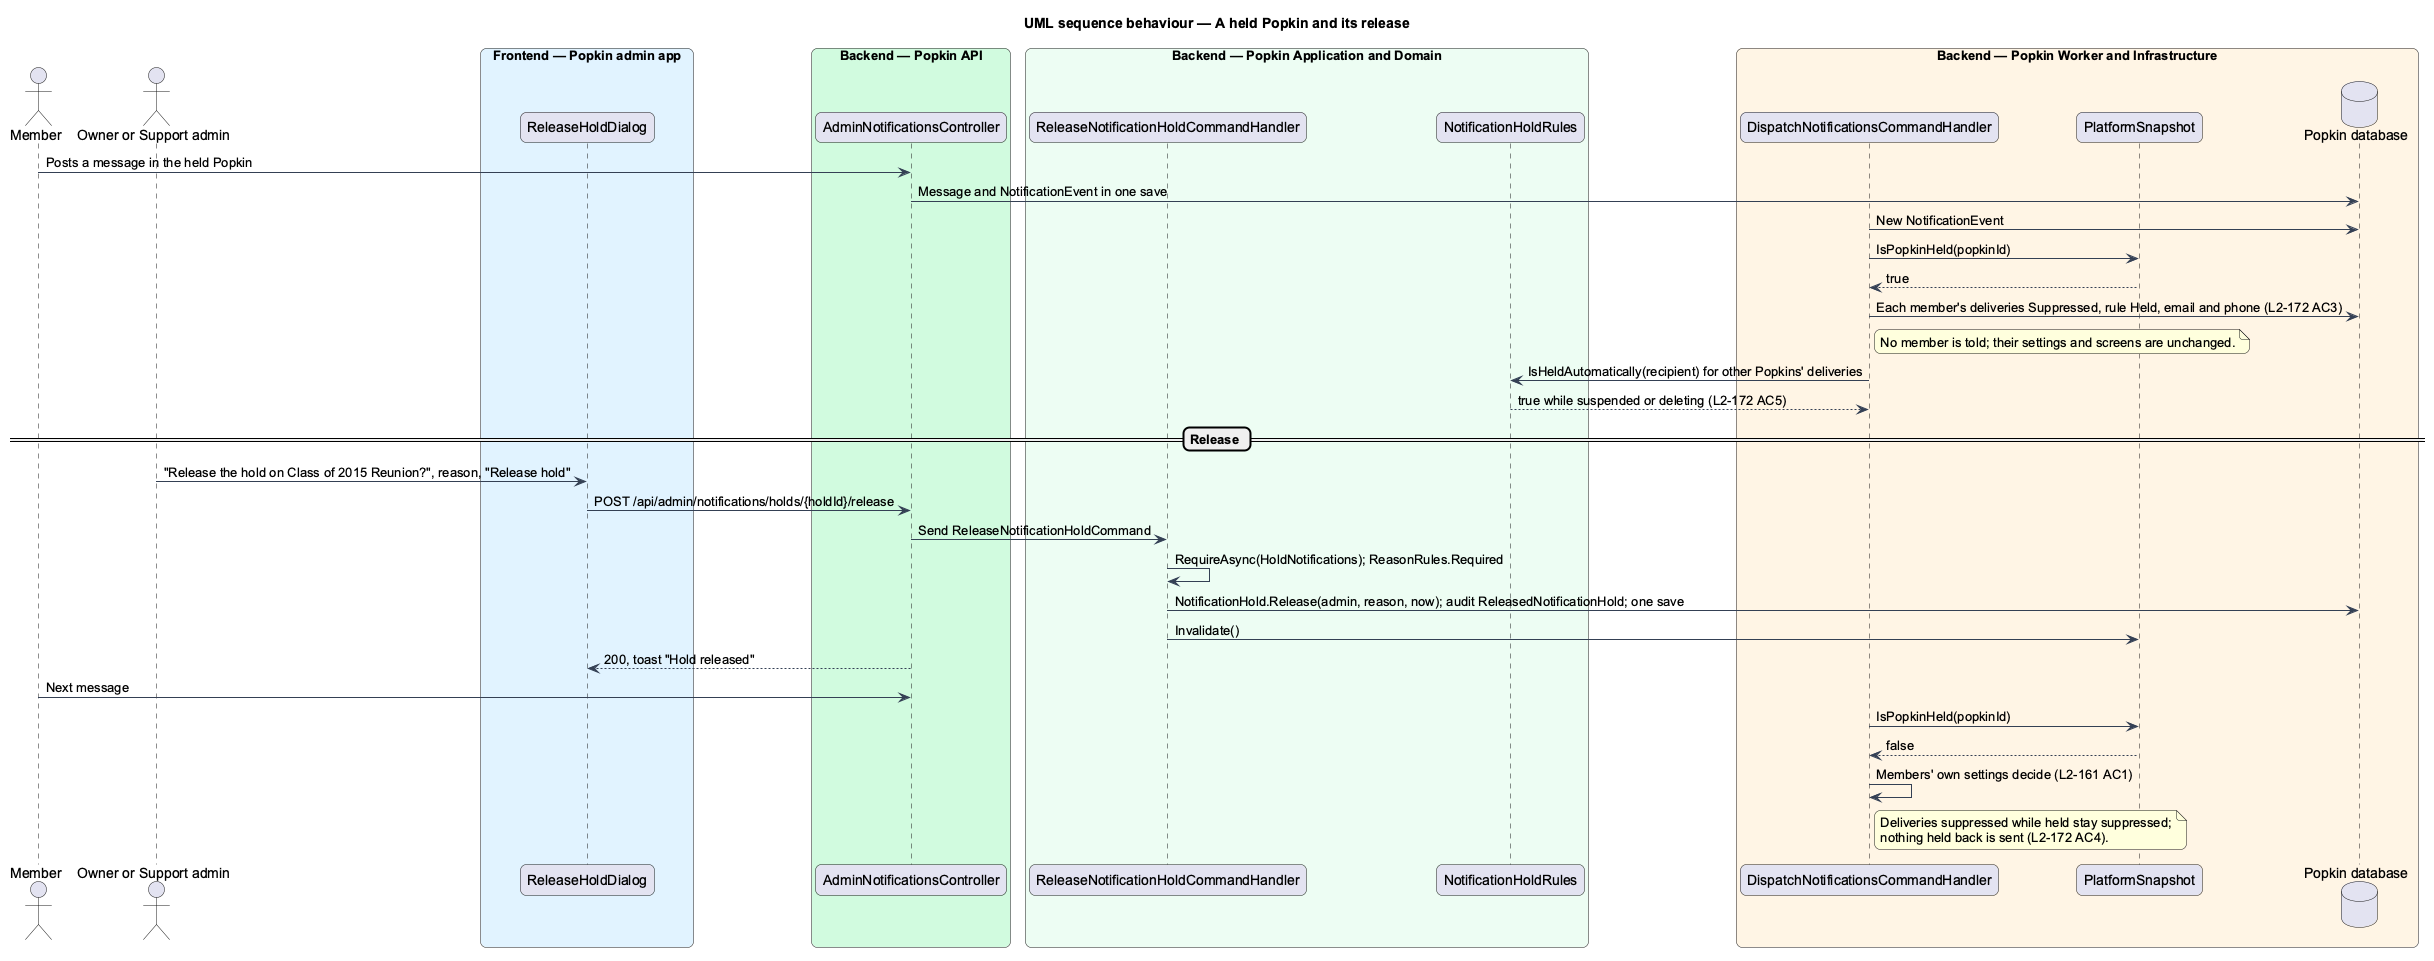 UML sequence behaviour — A held Popkin and its release
Frontend — Popkin admin app
Backend — Popkin API
Backend — Popkin Application and Domain
Backend — Popkin Worker and Infrastructure
Member
Owner or Support admin
ReleaseHoldDialog
AdminNotificationsController
ReleaseNotificationHoldCommandHandler
NotificationHoldRules
DispatchNotificationsCommandHandler
PlatformSnapshot
Popkin database
Posts a message in the held Popkin
Message and NotificationEvent in one save
New NotificationEvent
IsPopkinHeld(popkinId)
true
Each member's deliveries Suppressed, rule Held, email and phone (L2-172 AC3)
No member is told; their settings and screens are unchanged.
IsHeldAutomatically(recipient) for other Popkins' deliveries
true while suspended or deleting (L2-172 AC5)
Release
"Release the hold on Class of 2015 Reunion?", reason, "Release hold"
POST /api/admin/notifications/holds/{holdId}/release
Send ReleaseNotificationHoldCommand
RequireAsync(HoldNotifications); ReasonRules.Required
NotificationHold.Release(admin, reason, now); audit ReleasedNotificationHold; one save
Invalidate()
200, toast "Hold released"
Next message
IsPopkinHeld(popkinId)
false
Members' own settings decide (L2-161 AC1)
Deliveries suppressed while held stay suppressed;
nothing held back is sent (L2-172 AC4).
Member
Owner or Support admin
ReleaseHoldDialog
AdminNotificationsController
ReleaseNotificationHoldCommandHandler
NotificationHoldRules
DispatchNotificationsCommandHandler
PlatformSnapshot
Popkin database